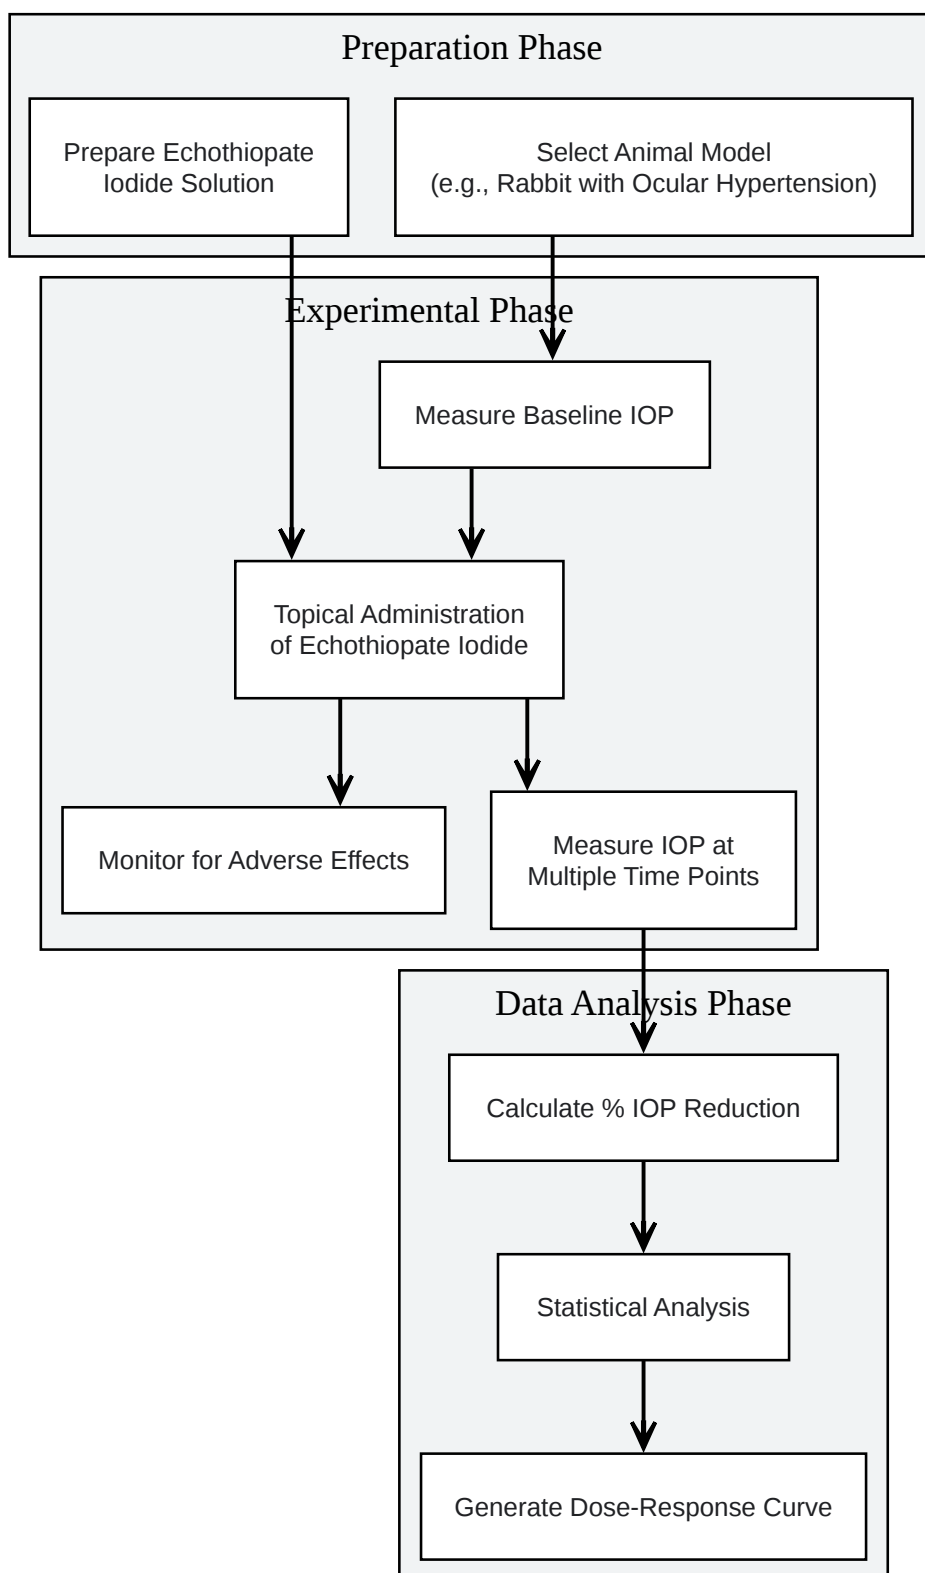 Preparation Phase
Prepare Echothiopate
Iodide Solution
Select Animal Model
(e.g., Rabbit with Ocular Hypertension)
Experimental Phase
Measure Baseline IOP
Topical Administration
of Echothiopate Iodide
Monitor for Adverse Effects
Measure IOP at
Multiple Time Points
Data Analysis Phase
Calculate % IOP Reduction
Statistical Analysis
Generate Dose-Response Curve